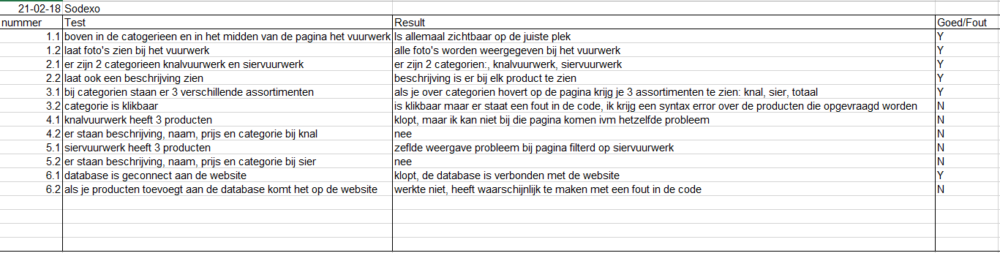 21-02-18 Sodexo
nummer Test Result Goed/Fout
1.1 boven in de catogerieen en in het midden van de pagina het vuurwerk Is allemaal zichtbaar op de juiste plek Y
1.2 laat foto's zien bij het vuurwerk alle foto's worden weergegeven bij het vuurwerk Y
2.1 er zijn 2 categorieen knalvuurwerk en siervuurwerk er zijn 2 categorien:, knalvuurwerk, siervuurwerk Y
2.2 laat ook een beschrijving zien beschrijving is er bij elk product te zien Y
3.1 bij categorien staan er 3 verschillende assortimenten als je over categorien hovert op de pagina krijg je 3 assortimenten te zien: knal, sier, totaal Y
3.2 categorie is klikbaar is klikbaar maar er staat een fout in de code, ik krijg een syntax error over de producten die opgevraagd worden N
4.1 knalvuurwerk heeft 3 producten klopt, maar ik kan niet bij die pagina komen ivm hetzelfde probleem N
4.2 er staan beschrijving, naam, prijs en categorie bij knal nee N
5.1 siervuurwerk heeft 3 producten zeflde weergave probleem bij pagina filterd op siervuurwerk N
5.2 er staan beschrijving, naam, prijs en categorie bij sier nee N
6.1 database is geconnect aan de website klopt, de database is verbonden met de website Y
6.2 als je producten toevoegt aan de database komt het op de website werkte niet, heeft waarschijnlijk te maken met een fout in de code N